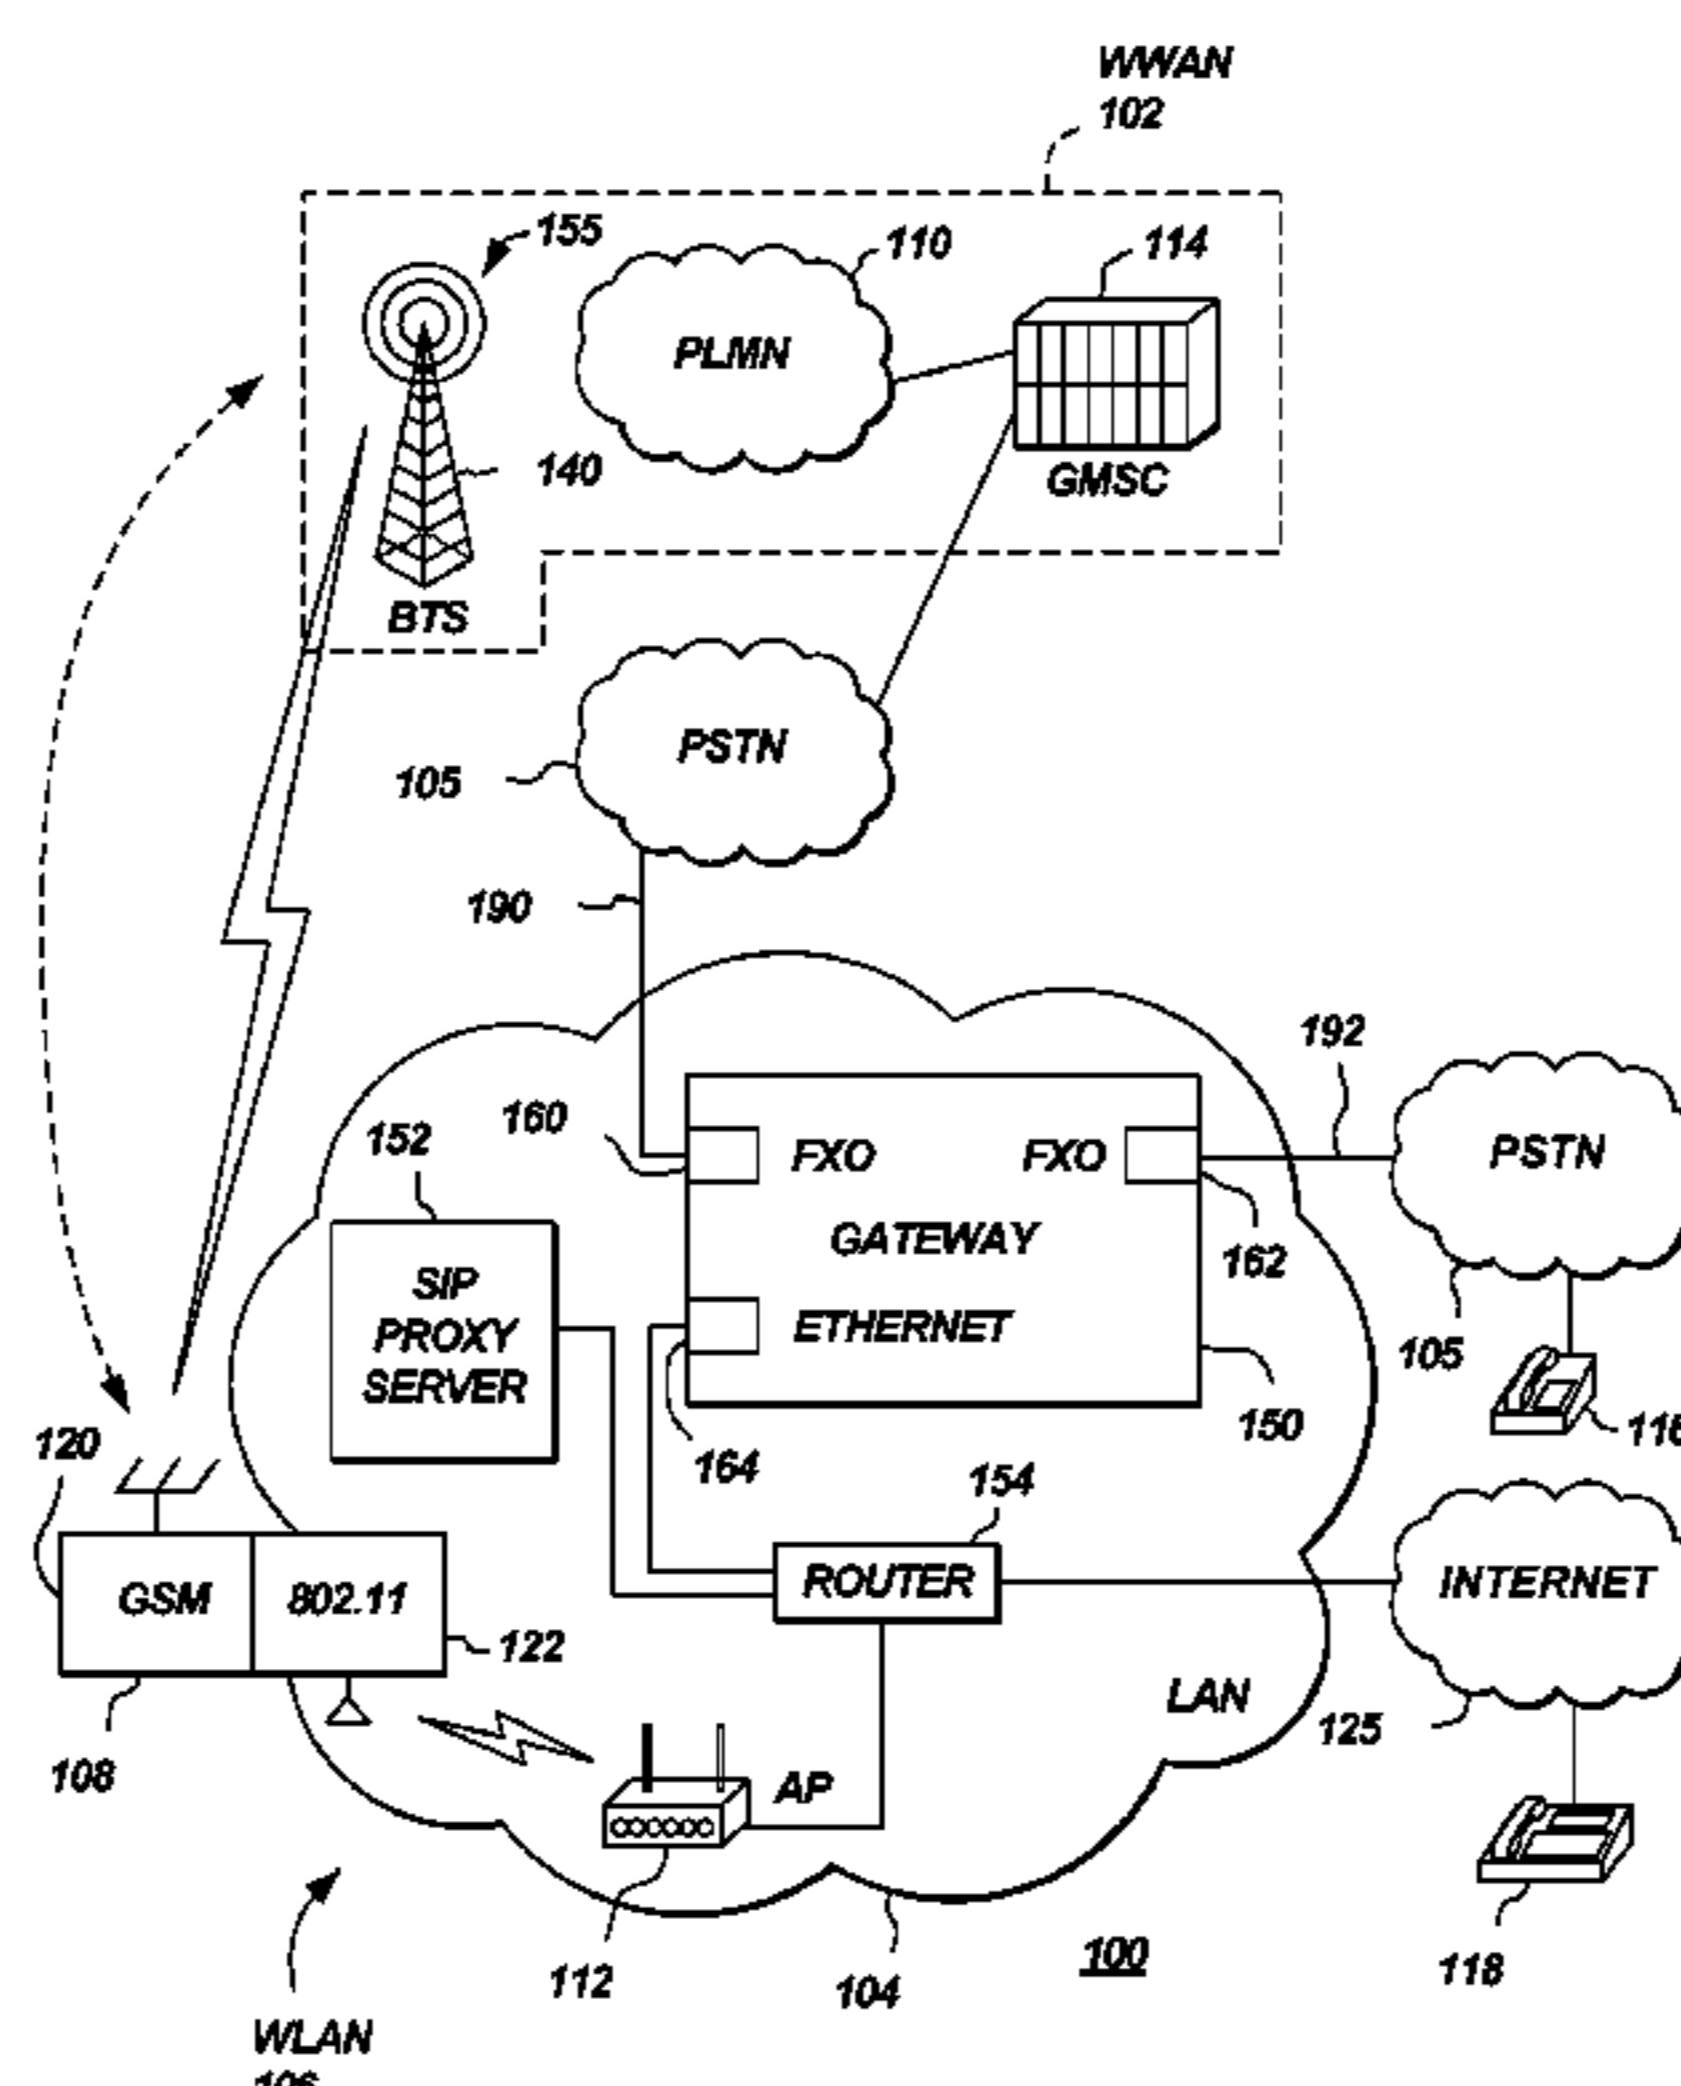 WWAN
102
155
110
114
PLMN
140
GMSC
BTS
PSTN
105
190
192
160
152
FXO
FXO
PSTN
GATEWAY
162
SIP
PROXY
SERVER
ETHERNET
105
150
116
120
164
154
GSM
802.11
ROUTER
INTERNET
122
LAN
125
108
AP
100
118
112
104
WLAN
106